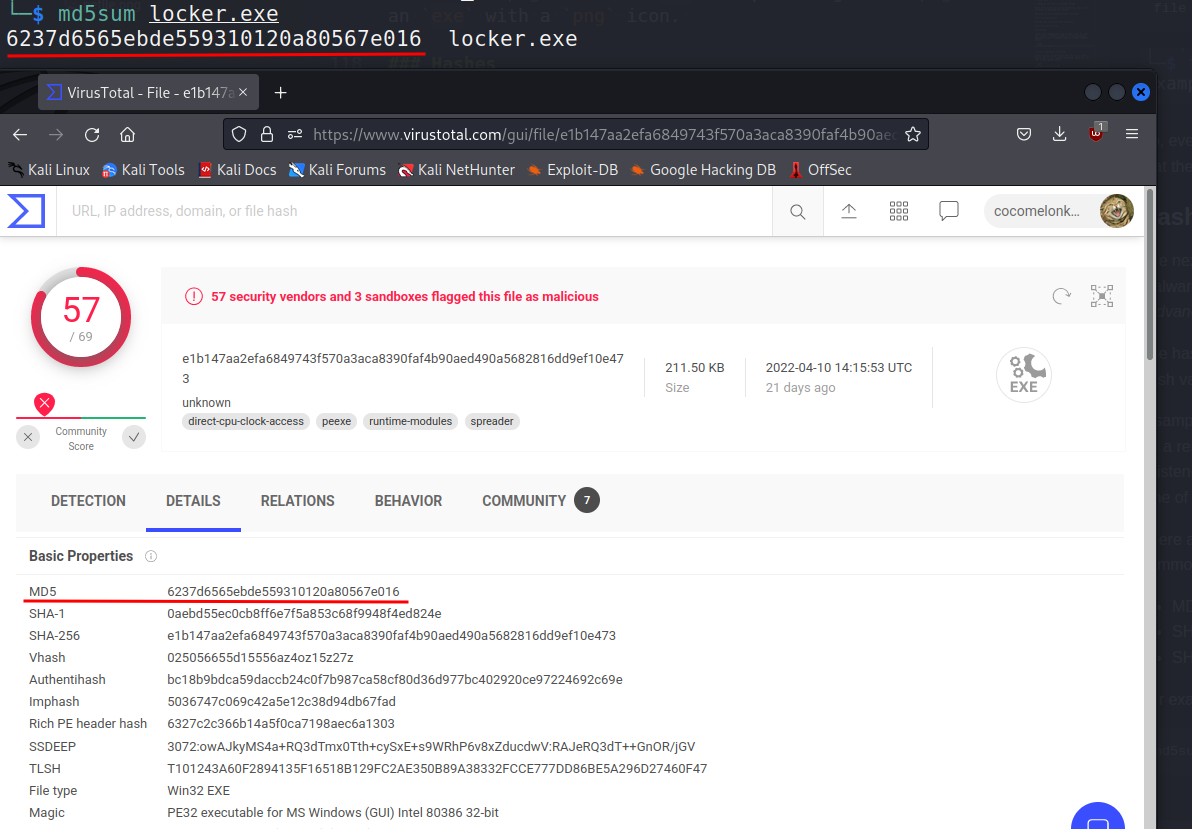 $ md5sum locker.exe
an `exe` with a `png` icon.
6237d6565ebde559310120a80567e016 locker.exe
### Hashes
VirusTotal - File - e1b147a
https://www.virustotal.com/gui/file/e1b147aa2efa6849743f570a3aca8390faf4b90aed
1
Kali Linux Kali Tools Kali Docs Kali Forums Kali NetHunter Exploit-DB Google Hacking DB OffSec
URL, IP address, domain, or file hash
cocomelonk...
57
/ 69
57 security vendors and 3 sandboxes flagged this file as malicious
e1b147aa2efa6849743f570a3aca8390faf4b90aed490a5682816dd9ef10e47
3
unknown
direct-cpu-clock-access peexe runtime-modules spreader
211.50 KB
Size
2022-04-10 14:15:53 UTC
21 days ago
EXE
Community
Score
DETECTION DETAILS RELATIONS BEHAVIOR COMMUNITY 7
Basic Properties
MD5 6237d6565ebde559310120a80567e016
SHA-1 0aebd55ec0cb8ff6e7f5a853c68f9948f4ed824e
SHA-256 e1b147aa2efa6849743f570a3aca8390faf4b90aed490a5682816dd9ef10e473
Vhash 025056655d15556az4oz15z27z
Authentihash bc18b9bdca59daccb24c0f7b987ca58cf80d36d977bc402920ce97224692c69e
Imphash 5036747c069c42a5e12c38d94db67fad
Rich PE header hash 6327c2c366b14a5f0ca7198aec6a1303
SSDEEP 3072:owAJkyMS4a+RQ3dTmx0Tth+cySxE+s9WRhP6v8xZducdwV:RAJeRQ3dT++GnOR/jGV
TLSH T101243A60F2894135F16518B129FC2AE350B89A38332FCCE777DD86BE5A296D27460F47
File type Win32 EXE
Magic PE32 executable for MS Windows (GUI) Intel 80386 32-bit